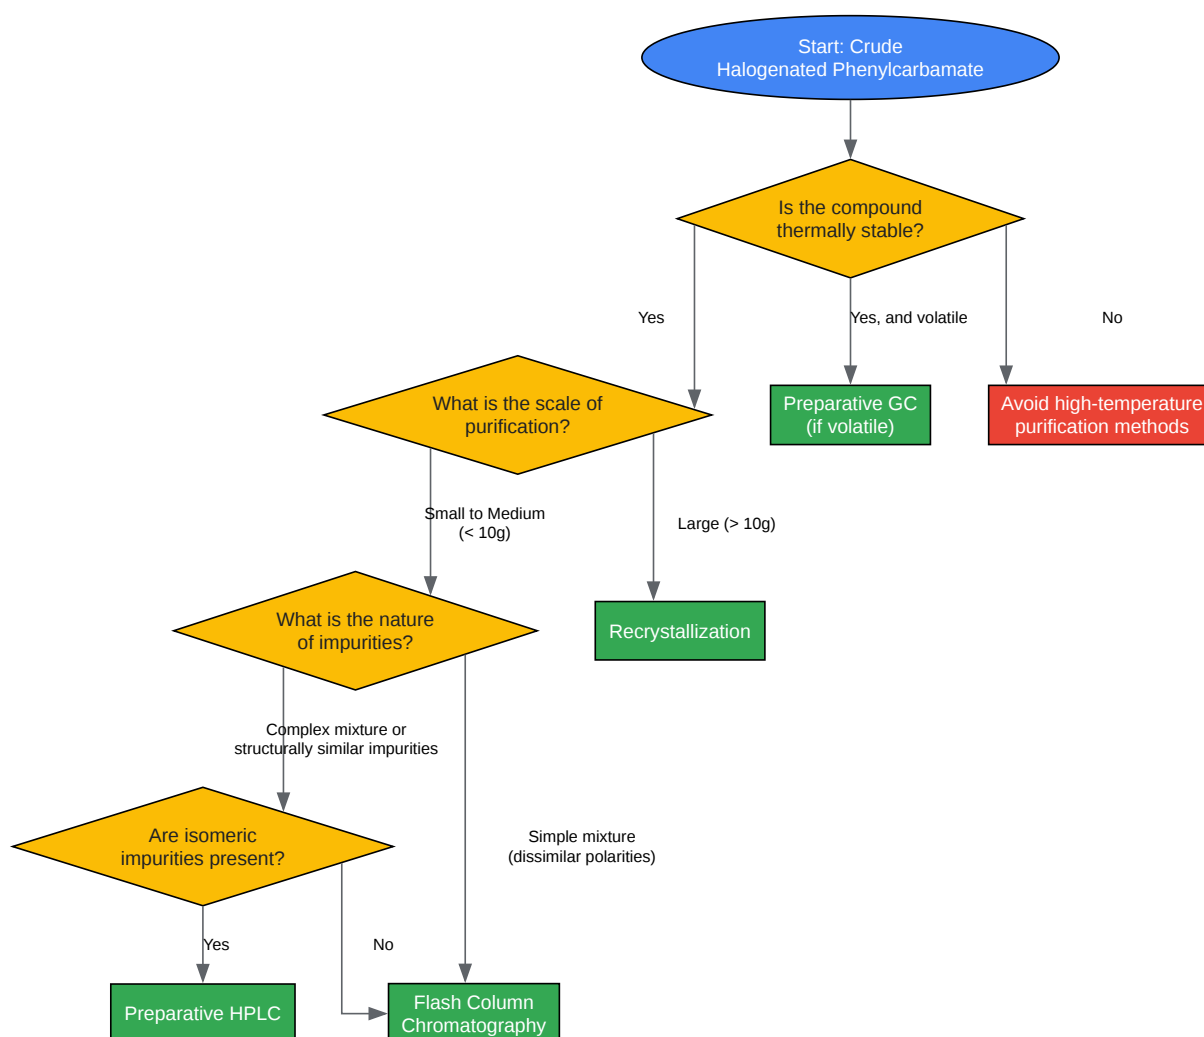 Start: Crude
Halogenated Phenylcarbamate
Is the compound
thermally stable?
Yes
Yes, and volatile
No
What is the scale of
purification?
Preparative GC
(if volatile)
Avoid high-temperature
purification methods
Small to Medium
(< 10g)
Large (> 10g)
What is the nature
of impurities?
Recrystallization
Complex mixture or
structurally similar impurities
Are isomeric
impurities present?
Simple mixture
(dissimilar polarities)
Yes
No
Preparative HPLC
Flash Column
Chromatography